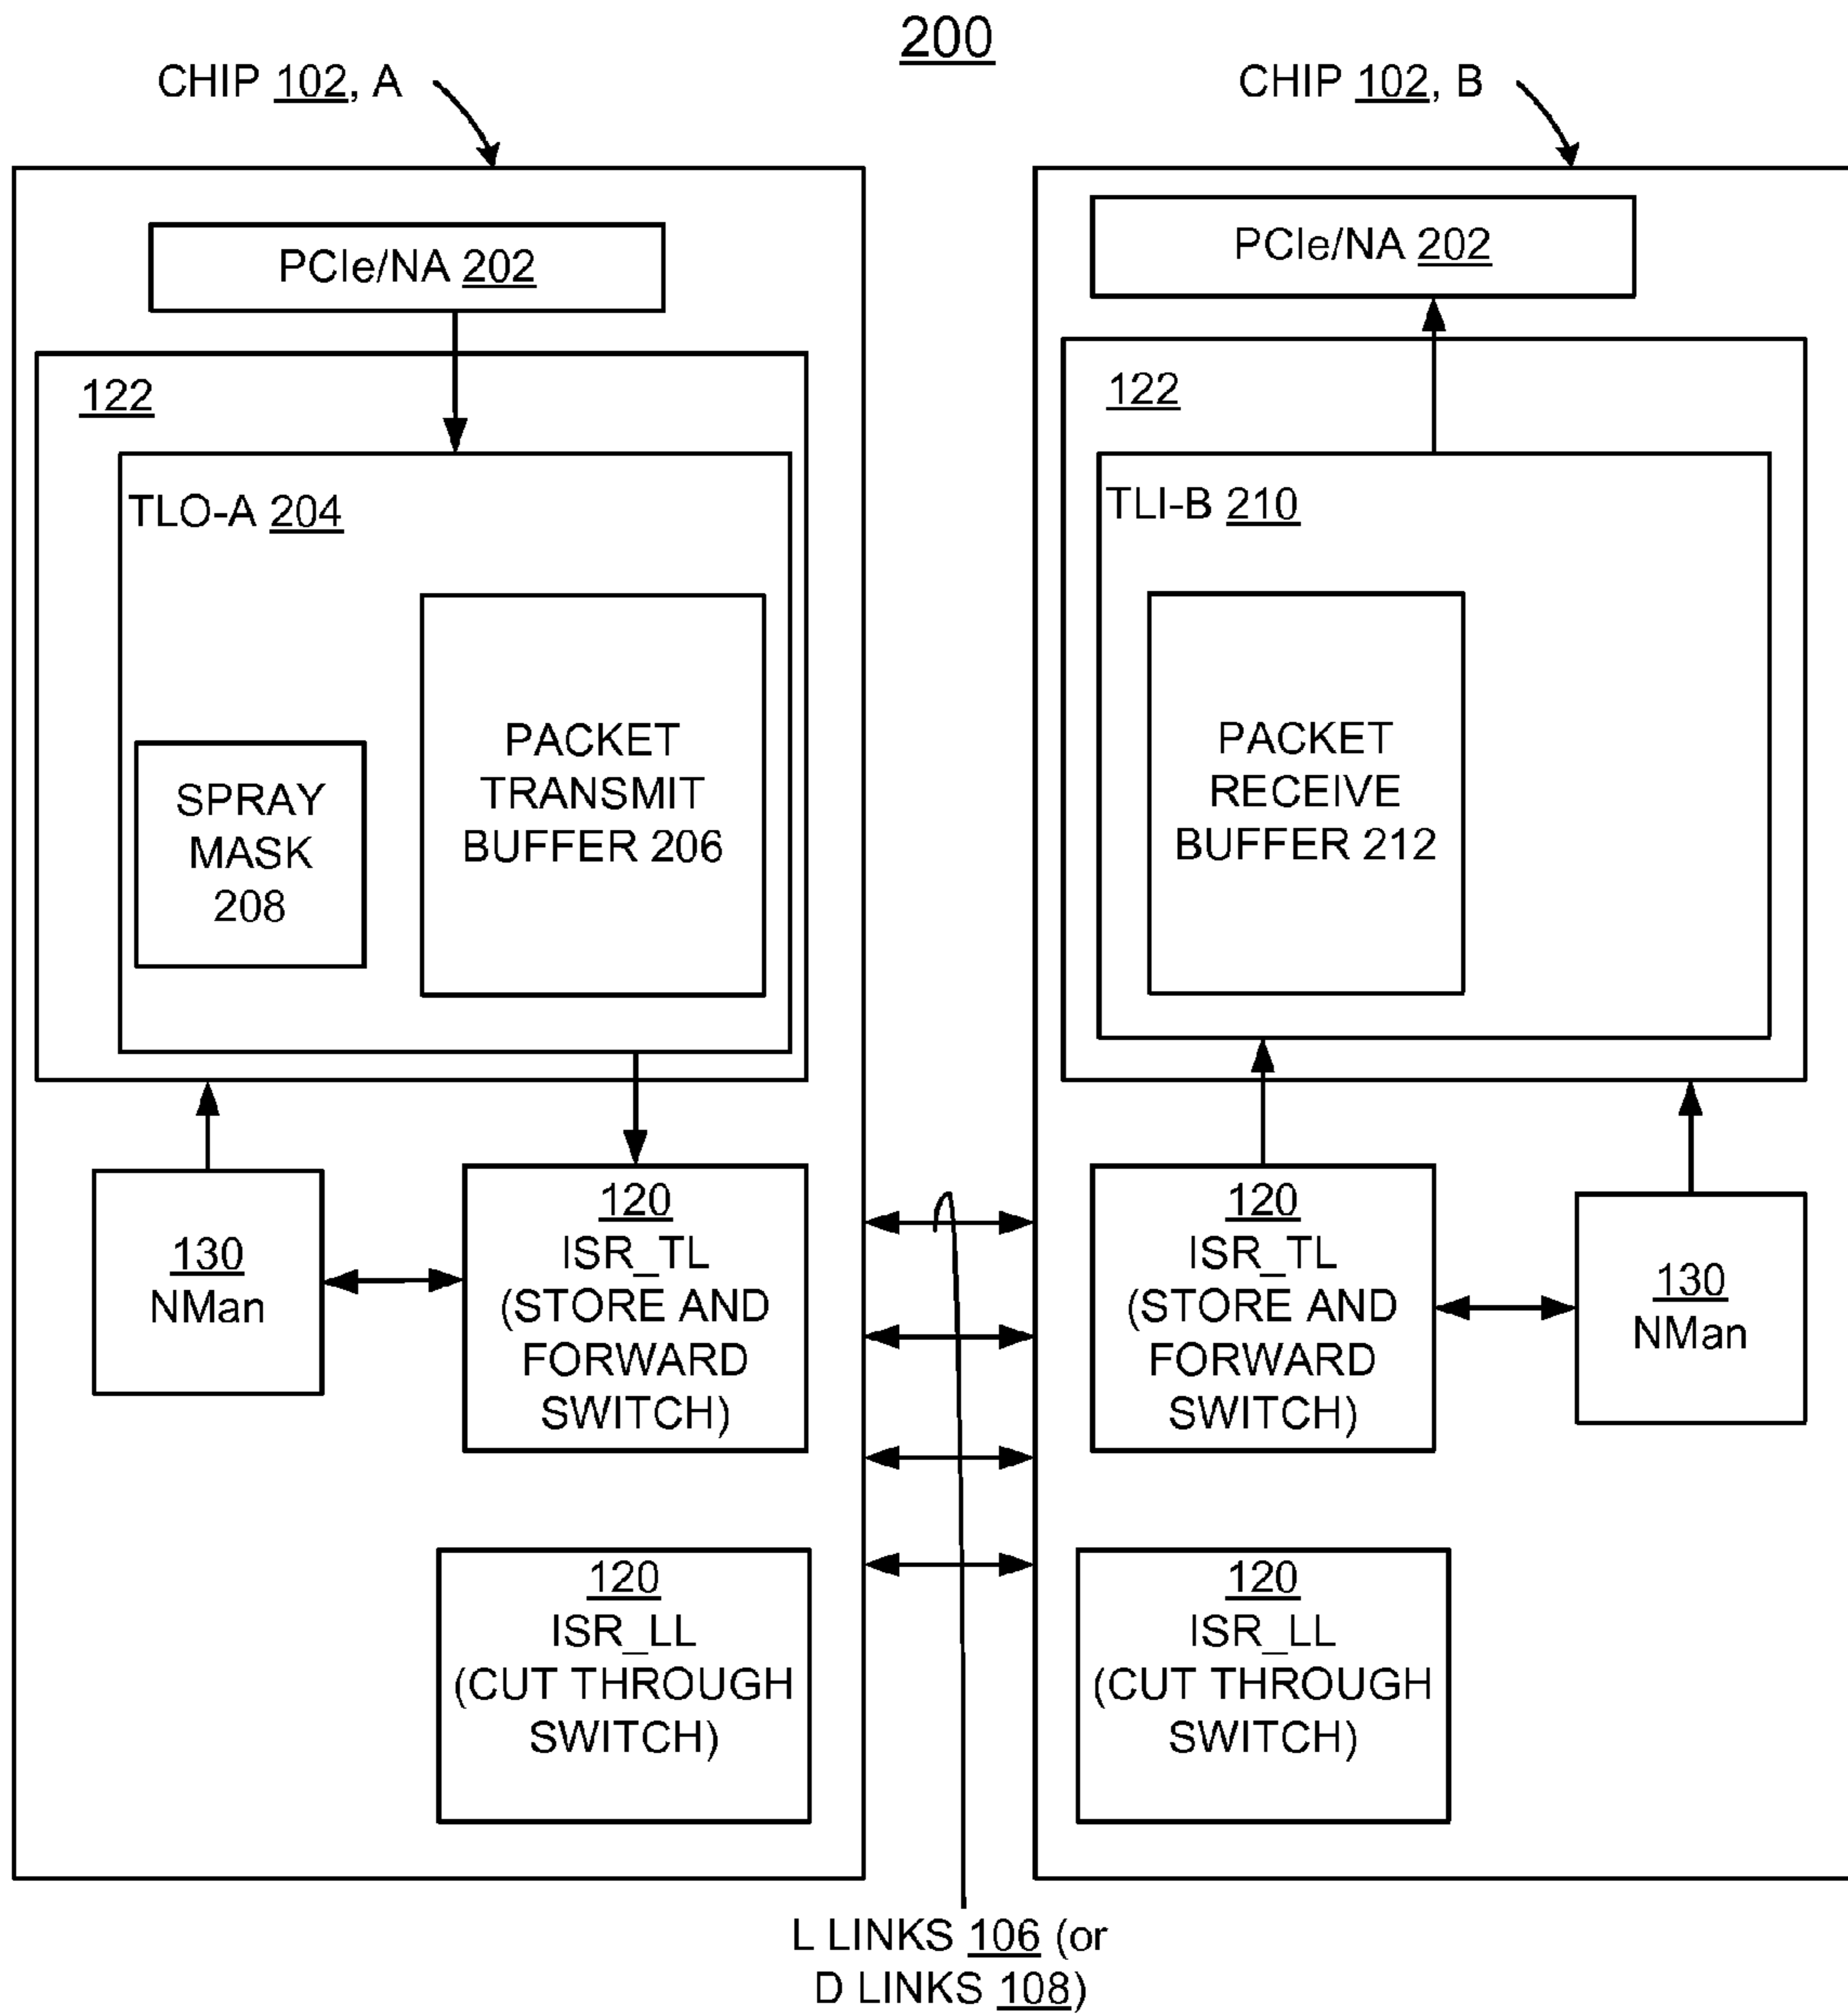 200
CHIP 102, A
CHIP 102, B
PCIe/NA 202
122
TLO-A 204
SPRAY
MASK
208
PACKET
TRANSMIT
BUFFER 206
130
NMan
120
ISR_TL
(STORE AND
FORWARD
SWITCH)
120
ISR_LL
(CUT THROUGH
SWITCH)
PCIe/NA 202
122
TLI-B 210
PACKET
RECEIVE
BUFFER 212
120
ISR_TL
(STORE AND
FORWARD
SWITCH)
130
NMan
120
ISR_LL
(CUT THROUGH
SWITCH)
L LINKS 106 (or
D LINKS 108)